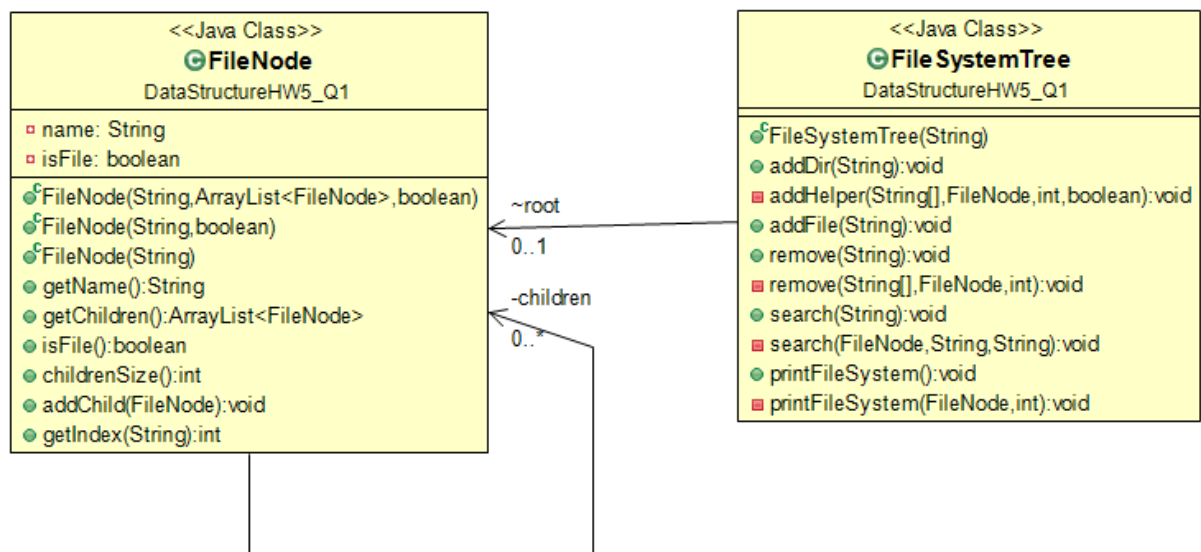 <<Java Class>>
FileNode
DataStructureHW5_Q1
name: String
isFile: boolean
FileNode(String,ArrayList<FileNode>,boolean)
FileNode(String,boolean)
FileNode(String)
getName():String
getChildren():ArrayList<FileNode>
isFile():boolean
childrenSize():int
addChild(FileNode):void
getIndex(String):int
~root
0..1
-children
0..*
<<Java Class>>
FileSystemTree
DataStructureHW5_Q1
FileSystemTree(String)
addDir(String):void
addHelper(String[],FileNode,int,boolean):void
addFile(String):void
remove(String):void
remove(String[],FileNode,int):void
search(String):void
search(FileNode,String,String):void
printFileSystem():void
printFileSystem(FileNode,int):void